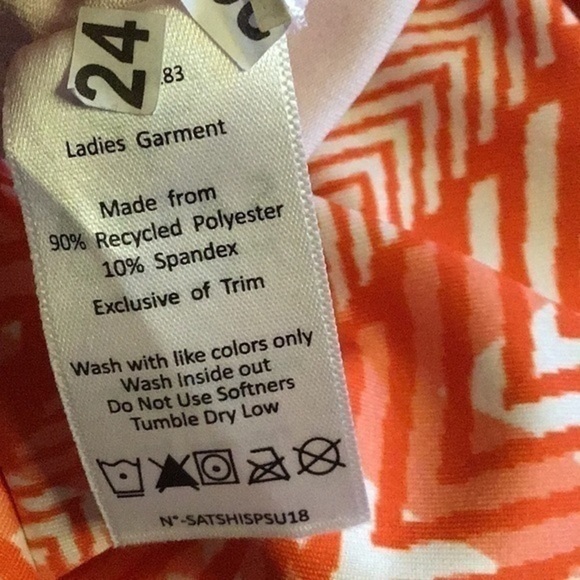 24
.83
Ladies Garment
Made from
90% Recycled Polyester
10% Spandex
Exclusive of Trim
Wash with like colors only
Wash Inside out
Do Not Use Softners
Tumble Dry Low
N°-SATSHISPSU18